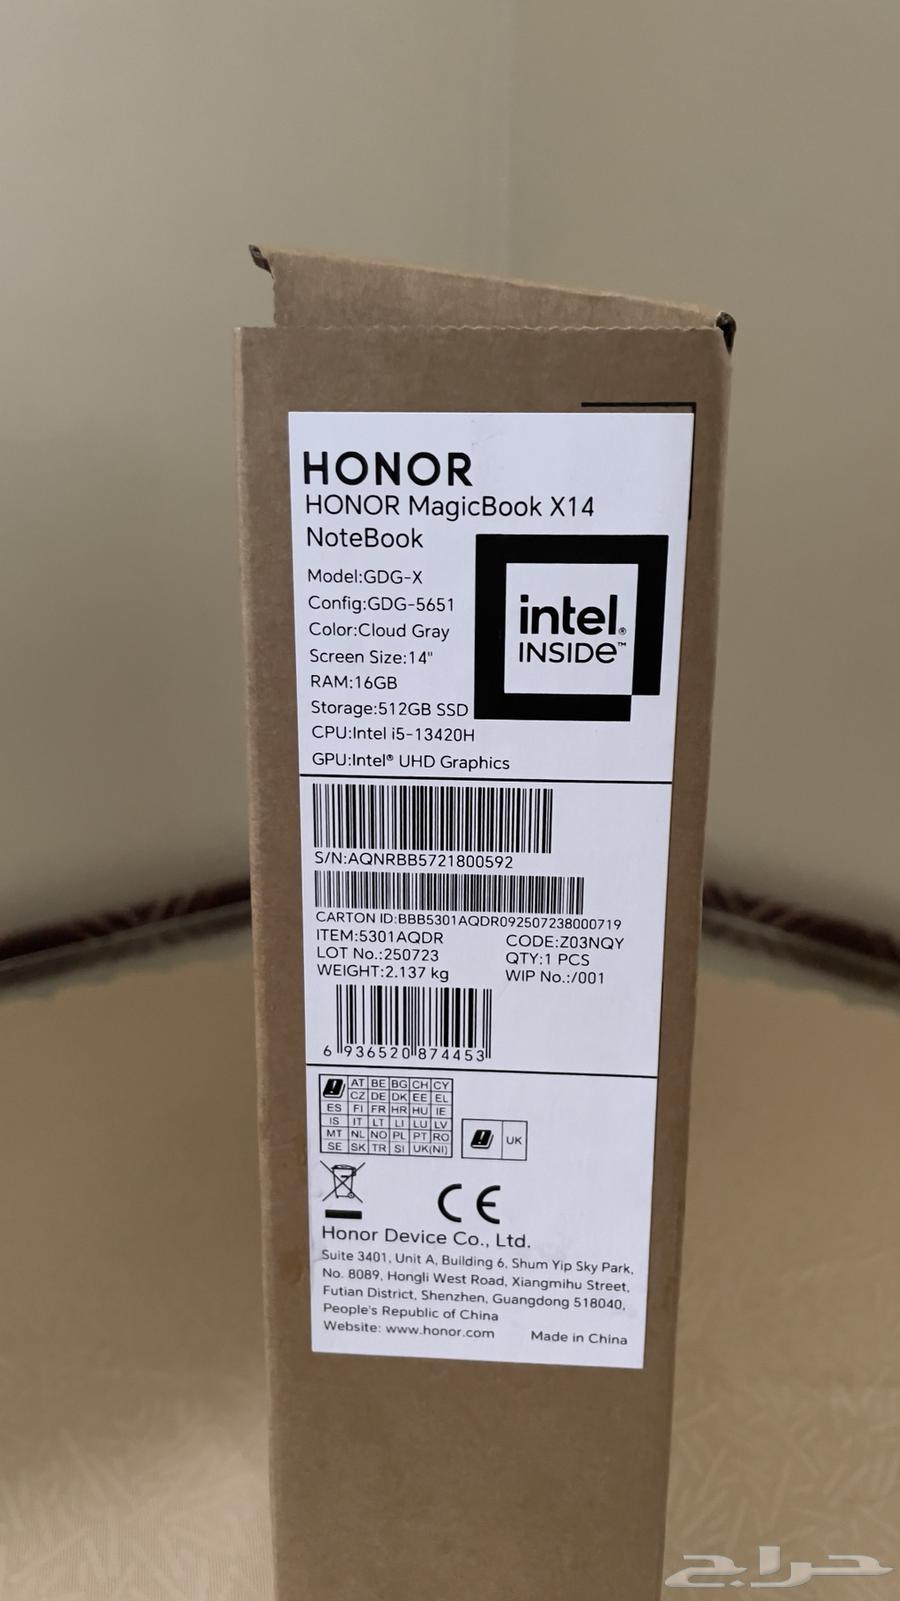 HONOR
HONOR MagicBook X14
NoteBook
Model:GDG-X
Config:GDG-5651
Color:Cloud Gray
Screen Size:14"
RAM:16GB
Storage:512GB SSD
CPU:Intel i5-13420H
GPU:Intel® UHD Graphics
intel®
INSIDE™
S/N:AQNRBB5721800592
CARTON ID:BBB5301AQDR092507238000719
ITEM:5301AQDR CODE:Z03NQY
LOT No.:250723 QTY:1 PCS
WEIGHT:2.137 kg WIP No.:/001
6 936520 874453
AT BE BG CH CY
CZ DE DK EE EL
ES FI FR HR HU IE
IS IT LT LI LU LV
MT NL NO PL PT RO
SE SK TR SI UK(NI)
UK
CE
Honor Device Co., Ltd.
Suite 3401, Unit A, Building 6, Shum Yip Sky Park,
No. 8089, Hongli West Road, Xiangmihu Street,
Futian District, Shenzhen, Guangdong 518040,
People's Republic of China
Website: www.honor.com Made in China
حراج